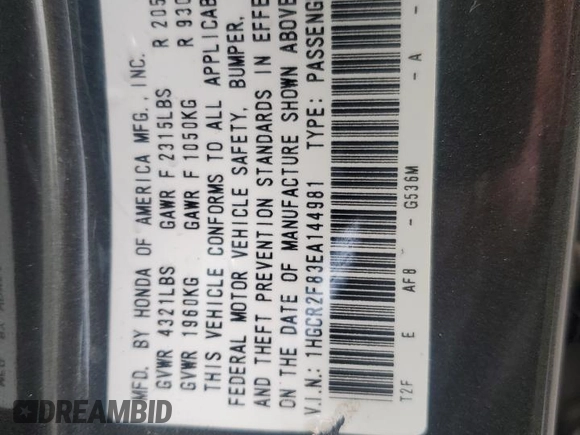 MFD. BY HONDA OF AMERICA MFG., INC.
GVWR 4321LBS GAWR F 2315LBS R 205
GVWR 1960KG GAWR F 1050KG R 930
THIS VEHICLE CONFORMS TO ALL APPLICAB
FEDERAL MOTOR VEHICLE SAFETY, BUMPER,
AND THEFT PREVENTION STANDARDS IN EFFE
ON THE DATE OF MANUFACTURE SHOWN ABOVE
V.I.N.: 1HGCR2F83EA144981 TYPE: PASSENG
T2F E AF8 - G536M - A -
DREAMBID